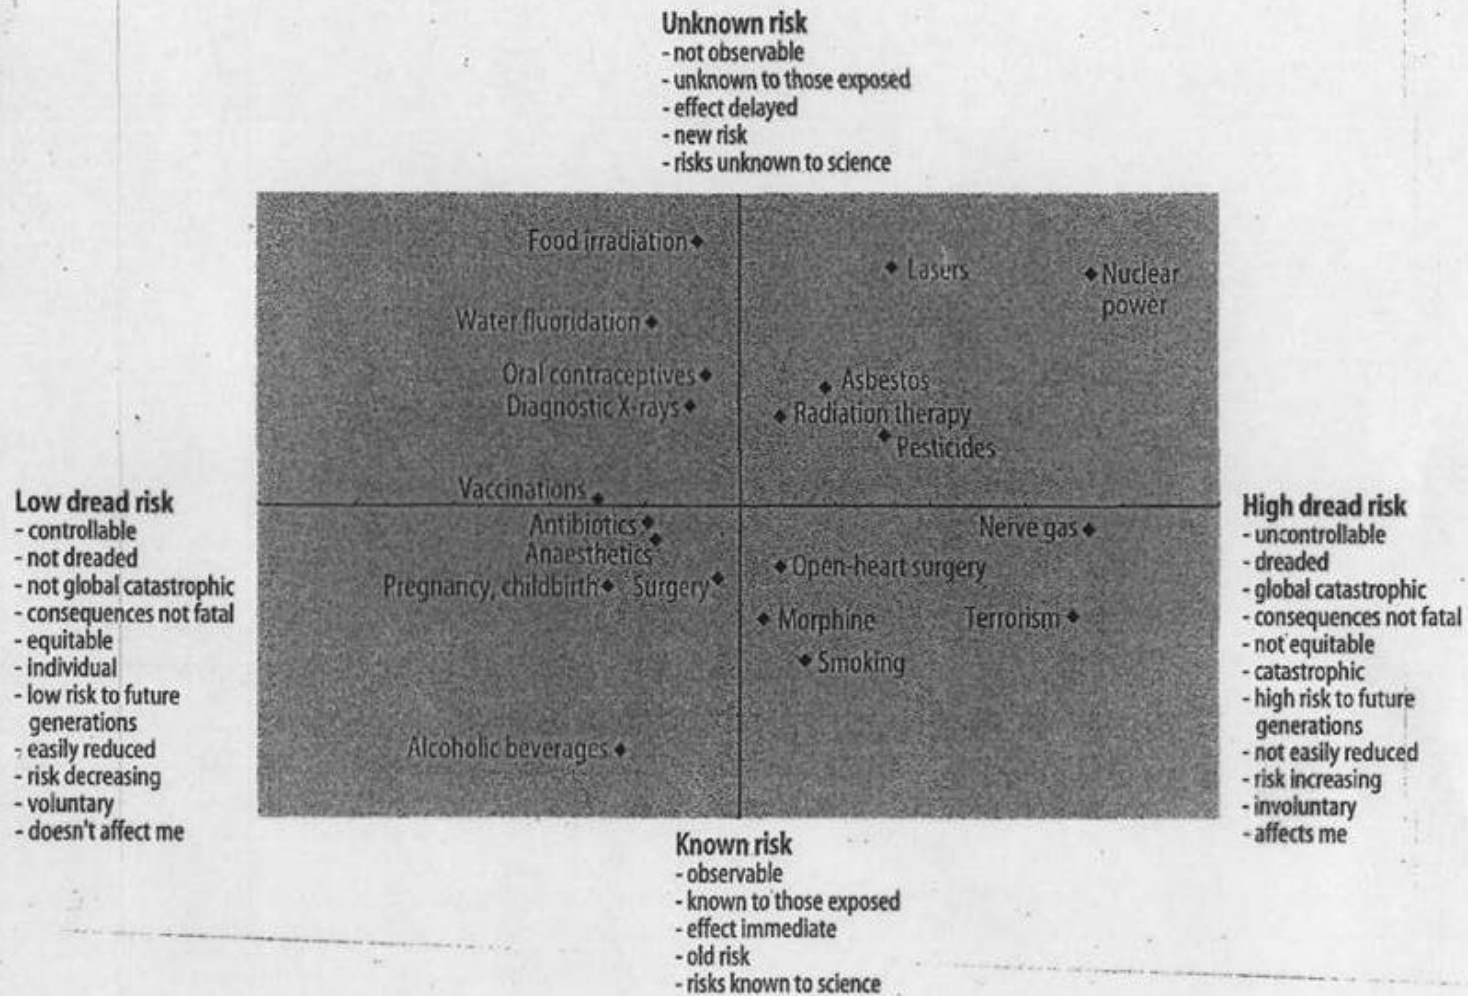 Unknown risk
- not observable
- unknown to those exposed
- effect delayed
- new risk
- risks unknown to science
Food irradiation
Lasers
Nuclear
power
Water fluoridation
Oral contraceptives
Asbestos
Diagnostic X-rays
Radiation therapy
Pesticides
Vaccinations
Low dread risk
- controllable
- not dreaded
- not global catastrophic
- consequences not fatal
- equitable
- individual
- low risk to future
generations
- easily reduced
- risk decreasing
- voluntary
- doesn't affect me
Antibiotics
Nerve gas
Anaesthetics
Open-heart surgery
Pregnancy, childbirth
Surgery
Morphine
Terrorism
Smoking
Alcoholic beverages
High dread risk
- uncontrollable
- dreaded
- global catastrophic
- consequences not fatal
- not equitable
- catastrophic
- high risk to future
generations
- not easily reduced
- risk increasing
- involuntary
- affects me
Known risk
- observable
- known to those exposed
- effect immediate
- old risk
- risks known to science